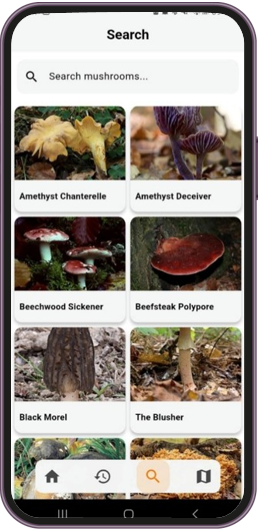 Search
Search mushrooms...
Amethyst Chanterelle
Amethyst Deceiver
Beechwood Sickener
Beefsteak Polypore
Black Morel
The Blusher